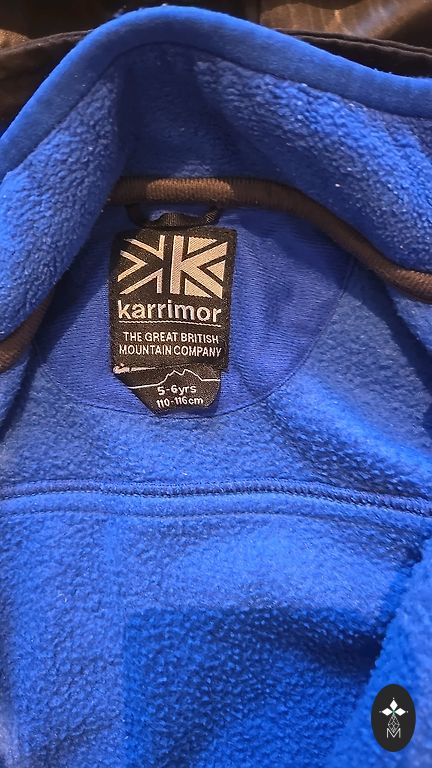 karrimor
THE GREAT BRITISH
MOUNTAIN COMPANY
5-6yrs
110-116cm
M